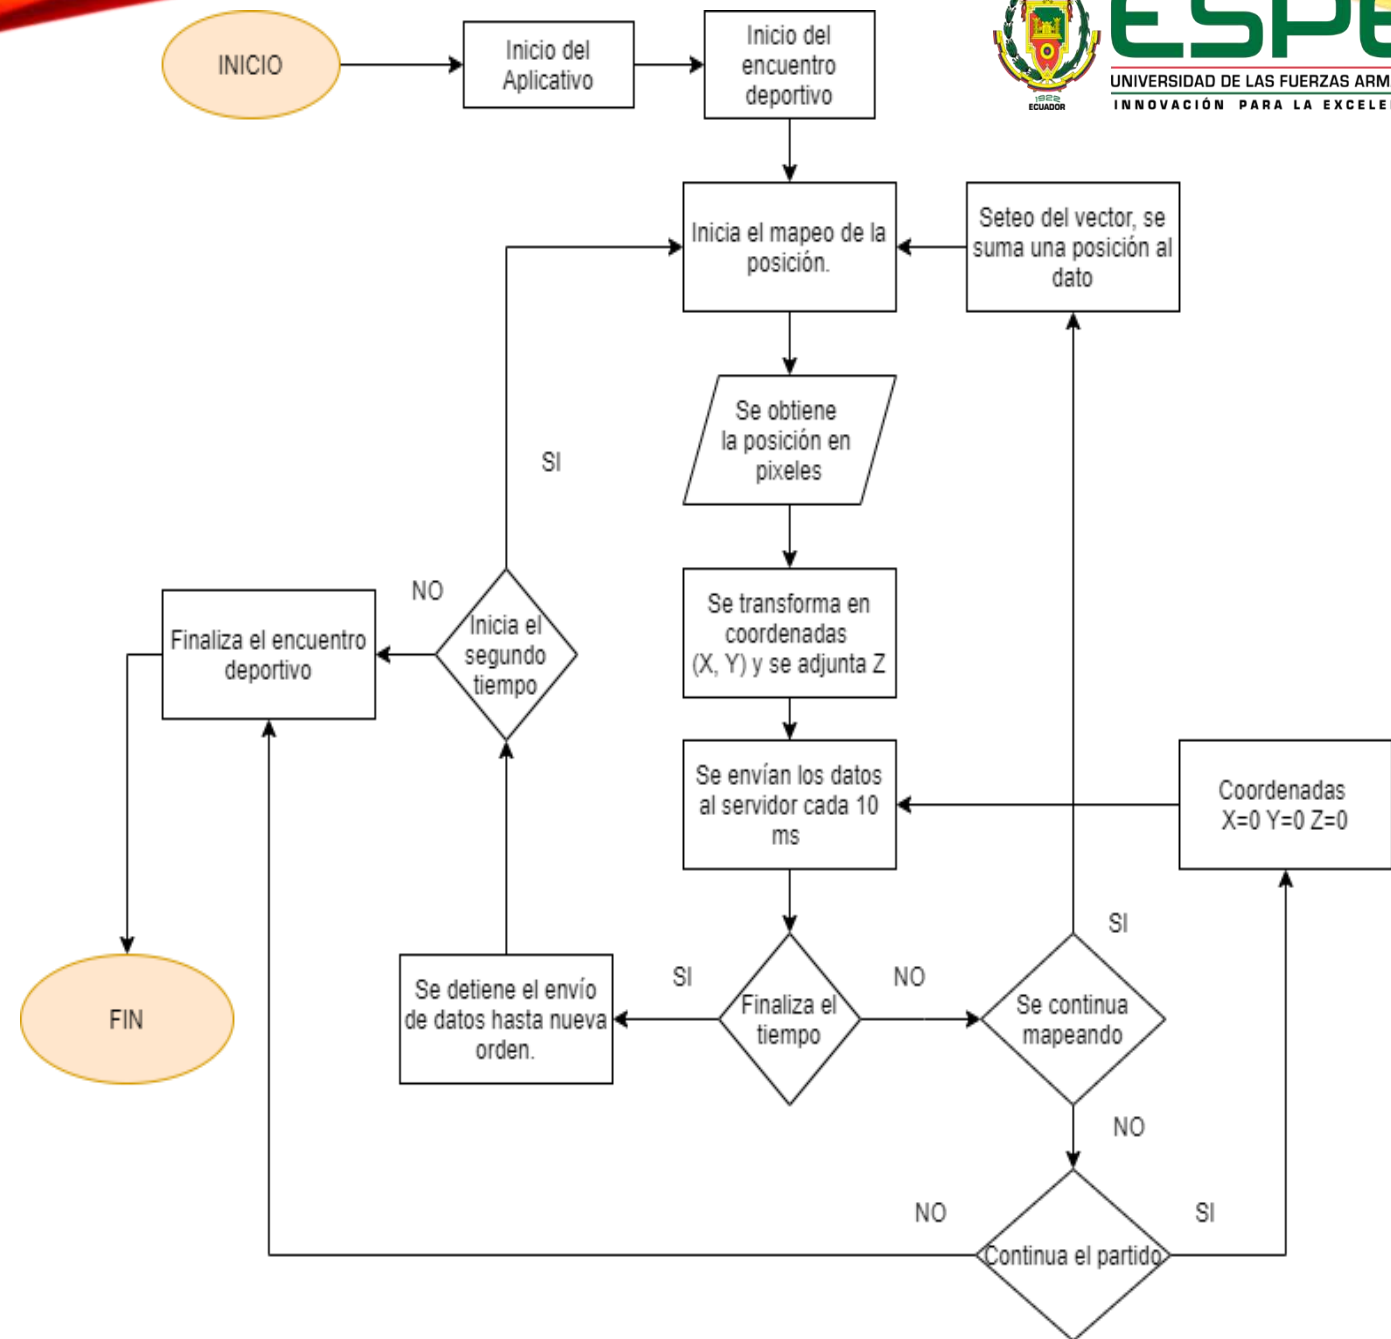 INICIO
Inicio del
Aplicativo
Inicio del
encuentro
deportivo
1922
ECUADOR
UNIVERSIDAD DE LAS FUERZAS
INNOVACIÓN PARA LA
Inicia el mapeo de la
posición.
Seteo del vector, se
suma una posición al
dato
Se obtiene
la posición en
pixeles
SI
NO
Inicia el
segundo
tiempo
Finaliza el encuentro
deportivo
Se transforma en
coordenadas
(X, Y) y se adjunta Z
Se envían los datos
al servidor cada 10
ms
Coordenadas
X=0 Y=0 Z=0
SI
FIN
Se detiene el envío
de datos hasta nueva
orden.
SI
Finaliza el
tiempo
NO
Se continua
mapeando
NO
NO
SI
Continua el partido